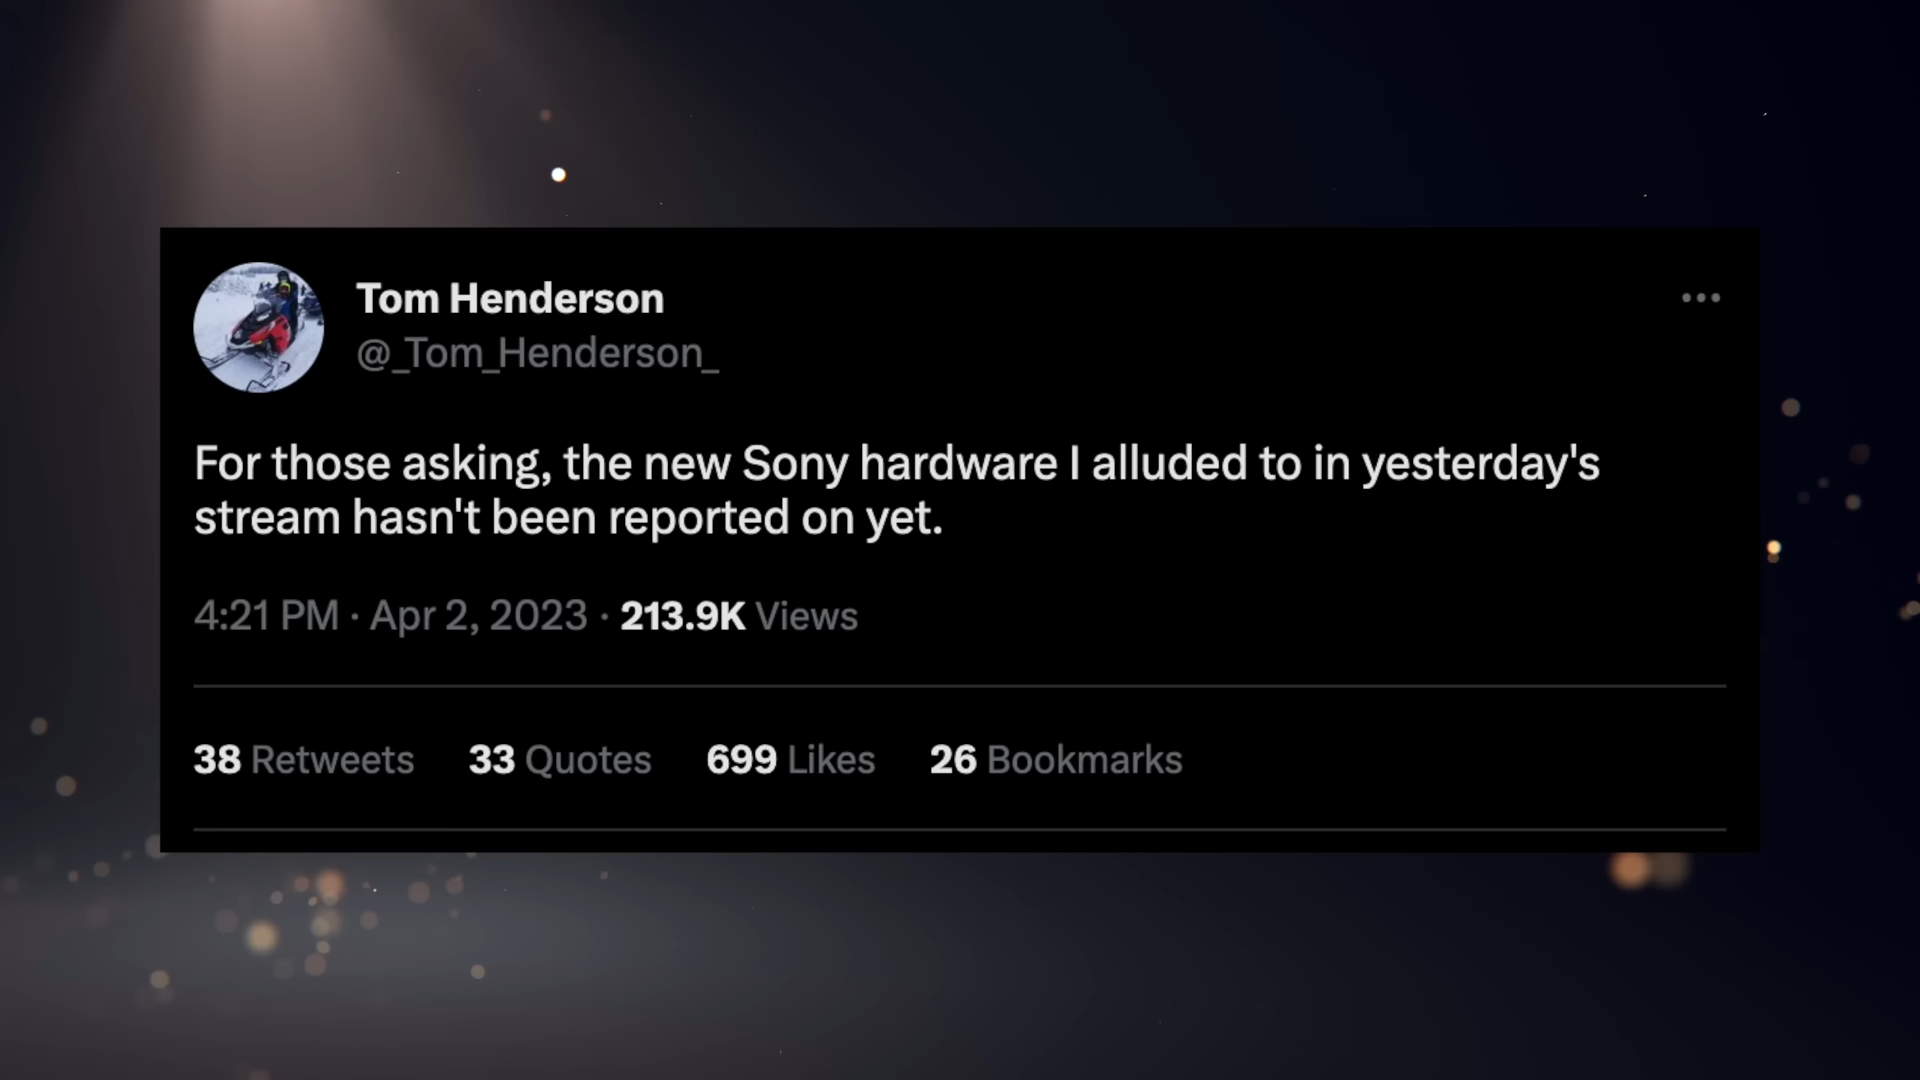 Tom Henderson
@_Tom_Henderson_
For those asking, the new Sony hardware I alluded to in yesterday's
stream hasn't been reported on yet.
4:21 PM · Apr 2, 2023 · 213.9K Views
38 Retweets 33 Quotes 699 Likes 26 Bookmarks